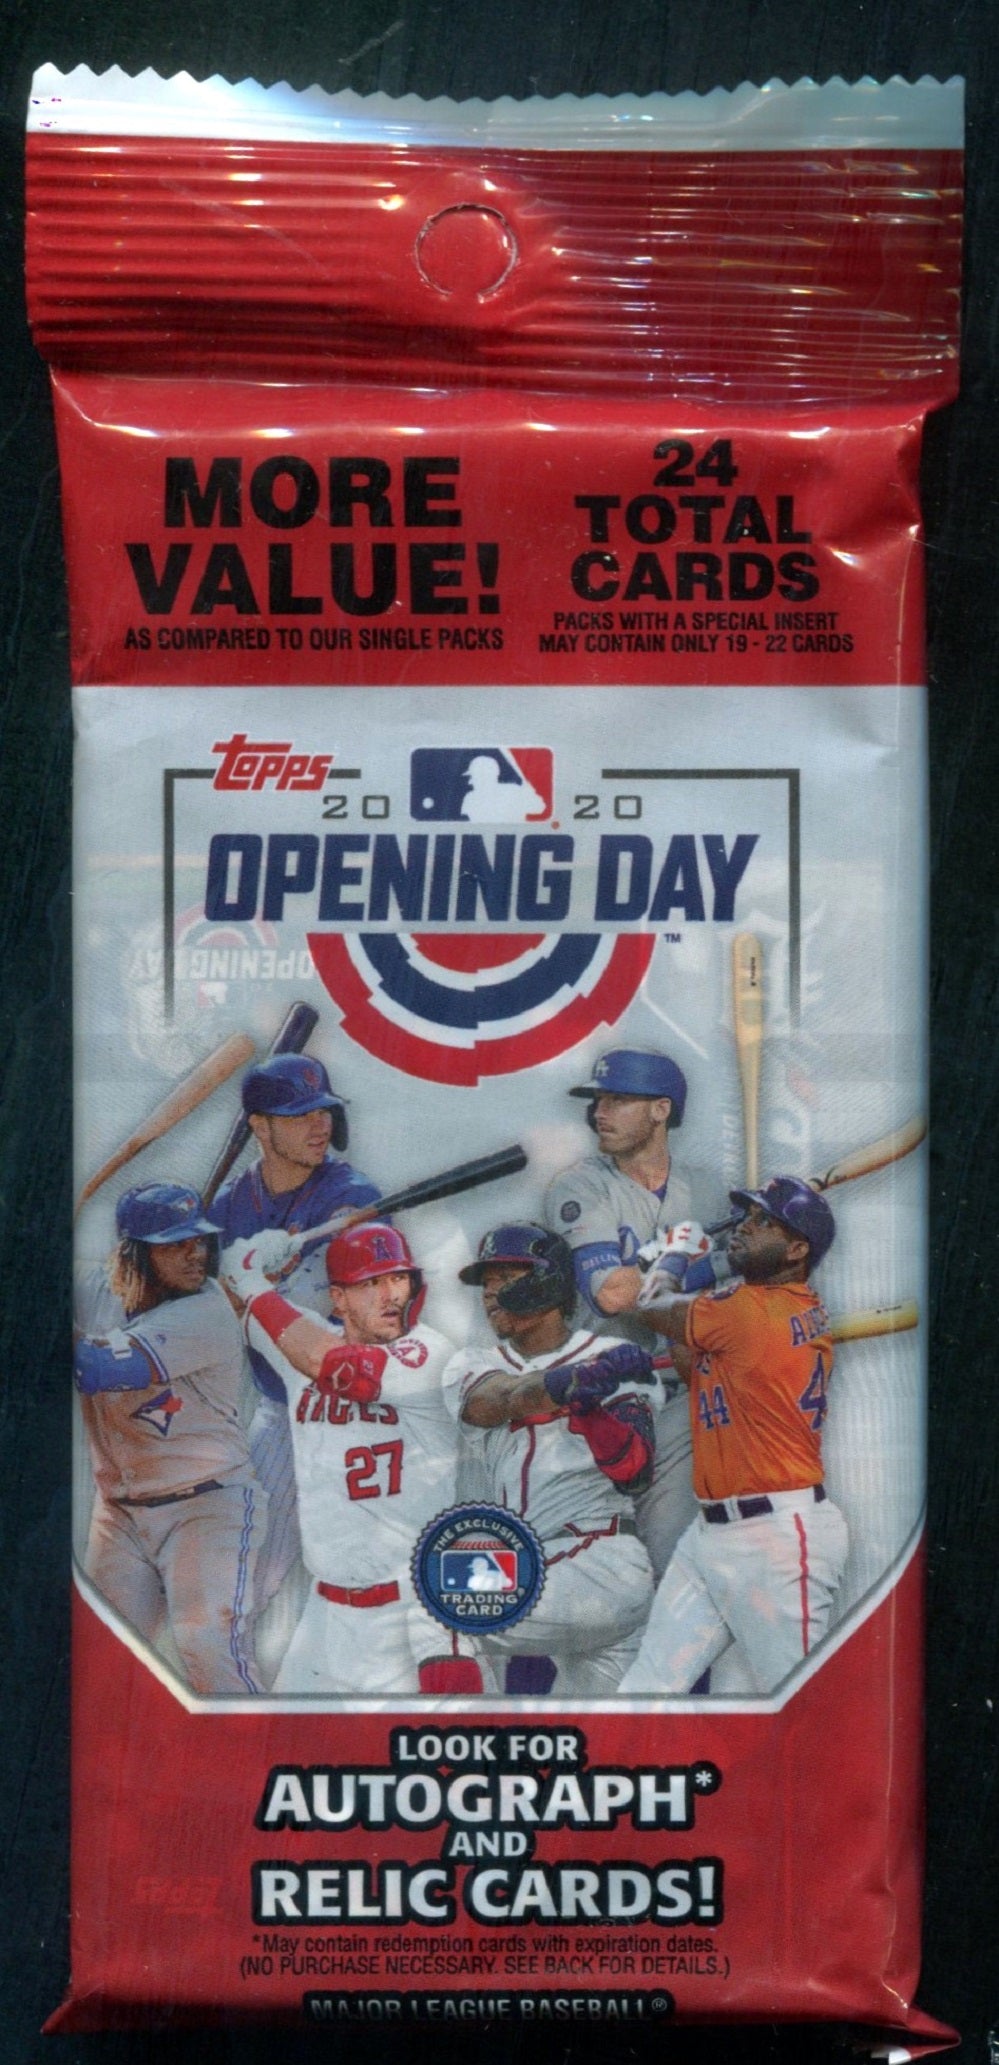 MORE
VALUE!
AS COMPARED TO OUR SINGLE PACKS
24
TOTAL
CARDS
PACKS WITH A SPECIAL INSERT
MAY CONTAIN ONLY 19 - 22 CARDS
topps
20 20
OPENING DAY
™
ANGELS
27
44
THE EXCLUSIVE
TRADING
CARD
LOOK FOR
AUTOGRAPH*
AND
RELIC CARDS!
*May contain redemption cards with expiration dates.
(NO PURCHASE NECESSARY. SEE BACK FOR DETAILS.)
MAJOR LEAGUE BASEBALL®